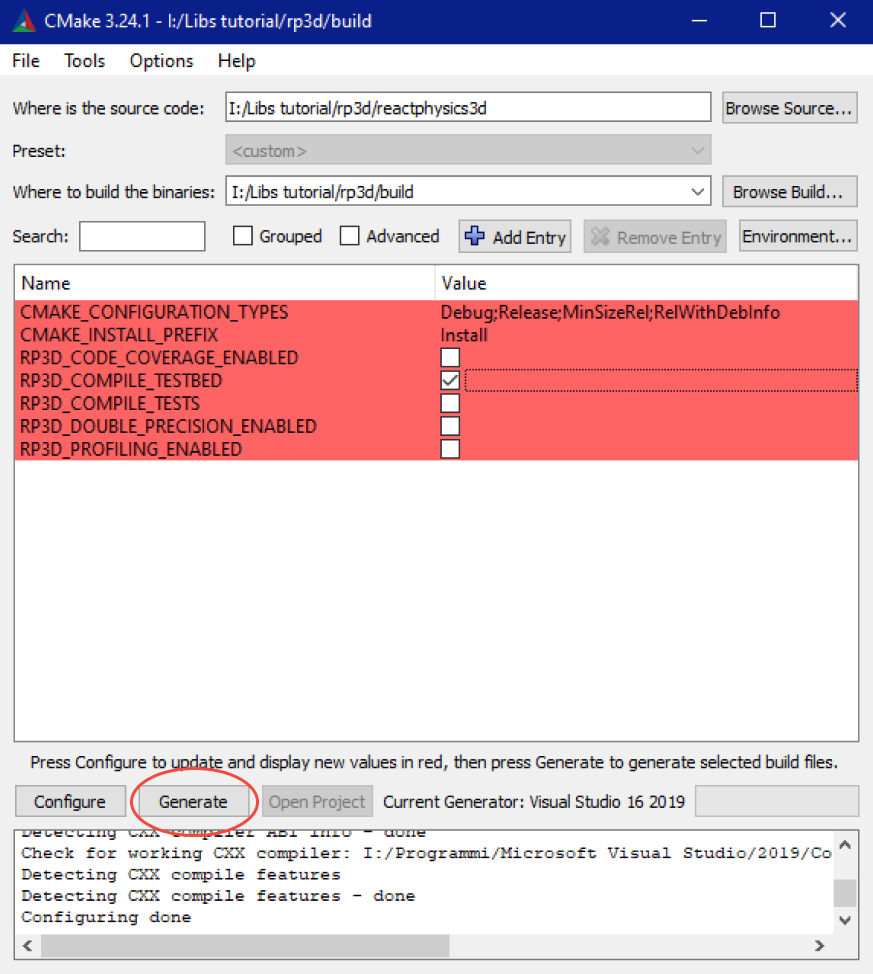 CMake 3.24.1 - I:/Libs tutorial/rp3d/build
File Tools Options Help
Where is the source code: I:/Libs tutorial/rp3d/reactphysics3d Browse Source...
Preset: <custom>
Where to build the binaries: I:/Libs tutorial/rp3d/build Browse Build...
Search: Grouped Advanced Add Entry Remove Entry Environment...
Name Value
CMAKE_CONFIGURATION_TYPES Debug;Release;MinSizeRel;RelWithDebInfo
CMAKE_INSTALL_PREFIX Install
RP3D_CODE_COVERAGE_ENABLED
RP3D_COMPILE_TESTBED
RP3D_COMPILE_TESTS
RP3D_DOUBLE_PRECISION_ENABLED
RP3D_PROFILING_ENABLED
Press Configure to update and display new values in red, then press Generate to generate selected build files.
Configure Generate Open Project Current Generator: Visual Studio 16 2019
Detecting CXX compiler ABI info - done
Check for working CXX compiler: I:/Programmi/Microsoft Visual Studio/2019/Co
Detecting CXX compile features
Detecting CXX compile features - done
Configuring done